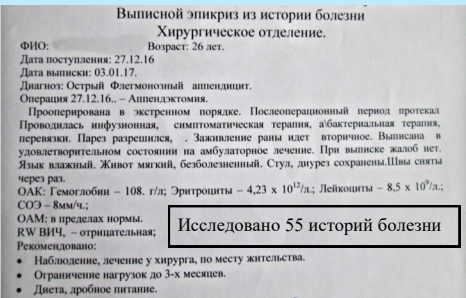 Выписной эпикриз из истории болезни
Хирургическое отделение.
ФИО: Возраст: 26 лет.
Дата поступления: 27.12.16
Дата выписки: 03.01.17.
Диагноз: Острый Флегмонозный аппендицит.
Операция 27.12.16.. – Аппендэктомия.
Прооперирован в экстренном порядке. Послеоперационный период протекал
Проводилась инфузионная, симптоматическая терапия, а\бактериальная терапия,
перевязки. Парез разрешился, . Заживление раны идет вторичное. Выписана в
удовлетворительном состоянии на амбулаторное лечение. При выписке жалоб нет.
Язык влажный. Живот мягкий, безболезненный. Стул, диурез сохранены.Швы сняты
через раз.
ОАК: Гемоглобин – 108. г/л; Эритроциты – 4,23 х 10¹²/л.; Лейкоциты – 8,5 х 10⁹/л.;
СОЭ – 8мм/ч.;
ОАМ: в пределах нормы.
RW ВИЧ, – отрицательная;
Исследовано 55 историй болезни
Рекомендовано:
• Наблюдение, лечение у хирурга, по месту жительства.
• Ограничение нагрузок до 3-х месяцев.
• Диета, дробное питание.